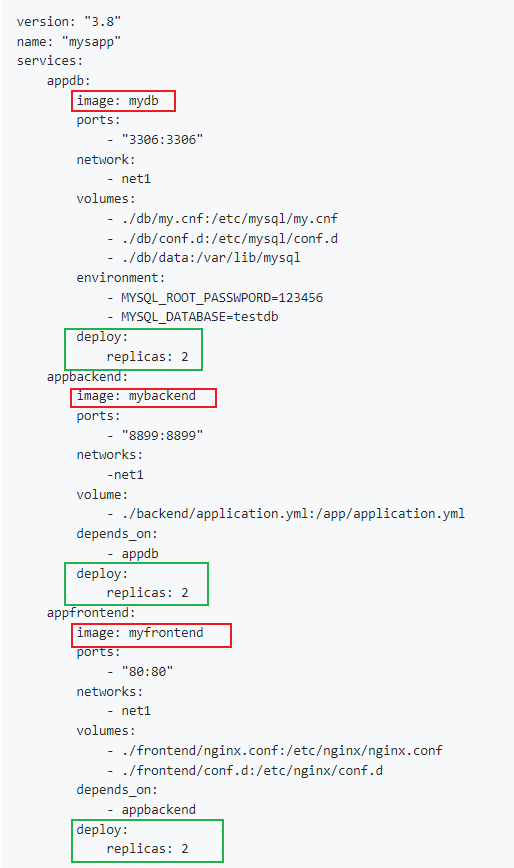 version: "3.8"
name: "mysapp"
services:
    appdb:
        image: mydb
        ports:
            - "3306:3306"
        network:
            - net1
        volumes:
            - ./db/my.cnf:/etc/mysql/my.cnf
            - ./db/conf.d:/etc/mysql/conf.d
            - ./db/data:/var/lib/mysql
        environment:
            - MYSQL_ROOT_PASSWPORD=123456
            - MYSQL_DATABASE=testdb
        deploy:
            replicas: 2
    appbackend:
        image: mybackend
        ports:
            - "8899:8899"
        networks:
            -net1
        volume:
            - ./backend/application.yml:/app/application.yml
        depends_on:
            - appdb
        deploy:
            replicas: 2
    appfrontend:
        image: myfrontend
        ports:
            - "80:80"
        networks:
            - net1
        volumes:
            - ./frontend/nginx.conf:/etc/nginx/nginx.conf
            - ./frontend/conf.d:/etc/nginx/conf.d
        depends_on:
            - appbackend
        deploy:
            replicas: 2